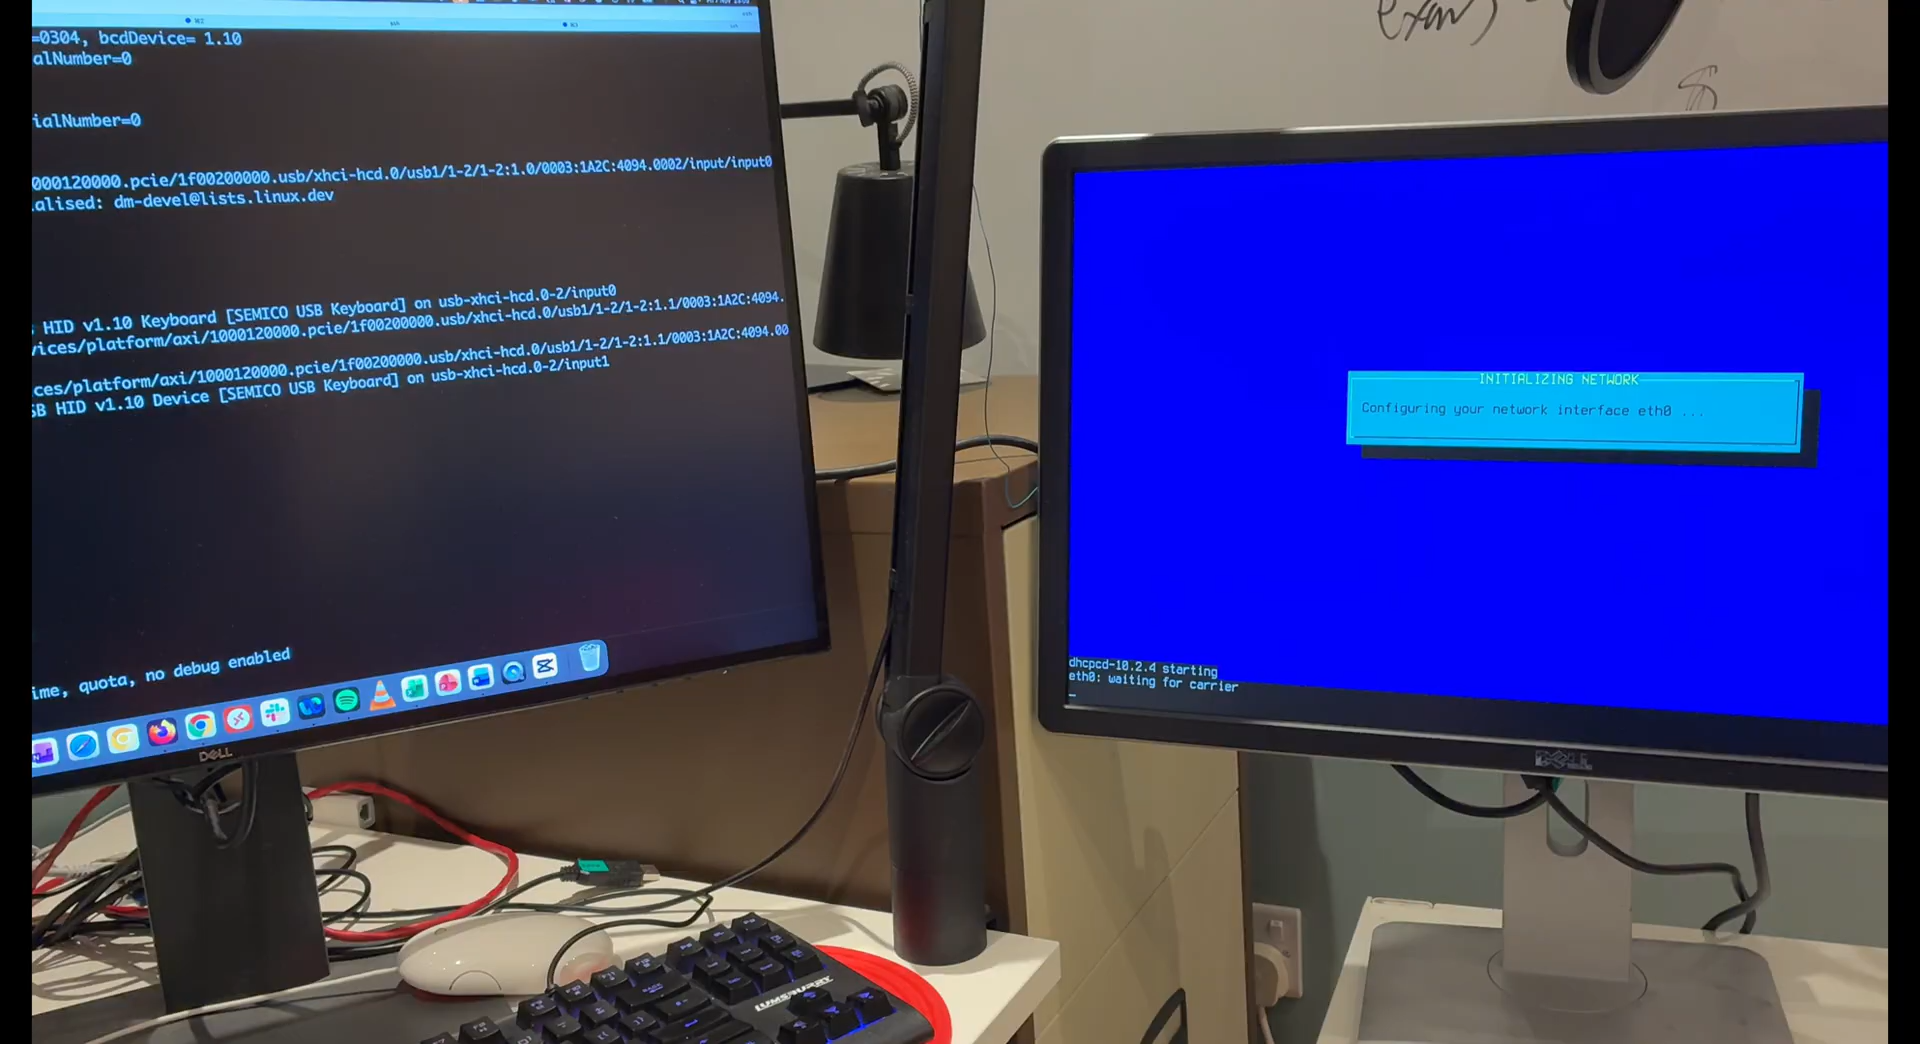 =0304, bcdDevice= 1.10
alNumber=0
ialNumber=0
000120000.pcie/1f00200000.usb/xhci-hcd.0/usb1/1-2/1-2:1.0/0003:1A2C:4094.0002/input/input0
alised: dm-devel@lists.linux.dev
HID v1.10 Keyboard [SEMICO USB Keyboard] on usb-xhci-hcd.0-2/input0
vices/platform/axi/1000120000.pcie/1f00200000.usb/xhci-hcd.0/usb1/1-2/1-2:1.1/0003:1A2C:4094.
ces/platform/axi/1000120000.pcie/1f00200000.usb/xhci-hcd.0/usb1/1-2/1-2:1.1/0003:1A2C:4094.00
SB HID v1.10 Device [SEMICO USB Keyboard] on usb-xhci-hcd.0-2/input1
ime, quota, no debug enabled
DELL
INITIALIZING NETWORK
Configuring your network interface eth0 ...
dhcpcd-10.2.4 starting
eth0: waiting for carrier
DELL